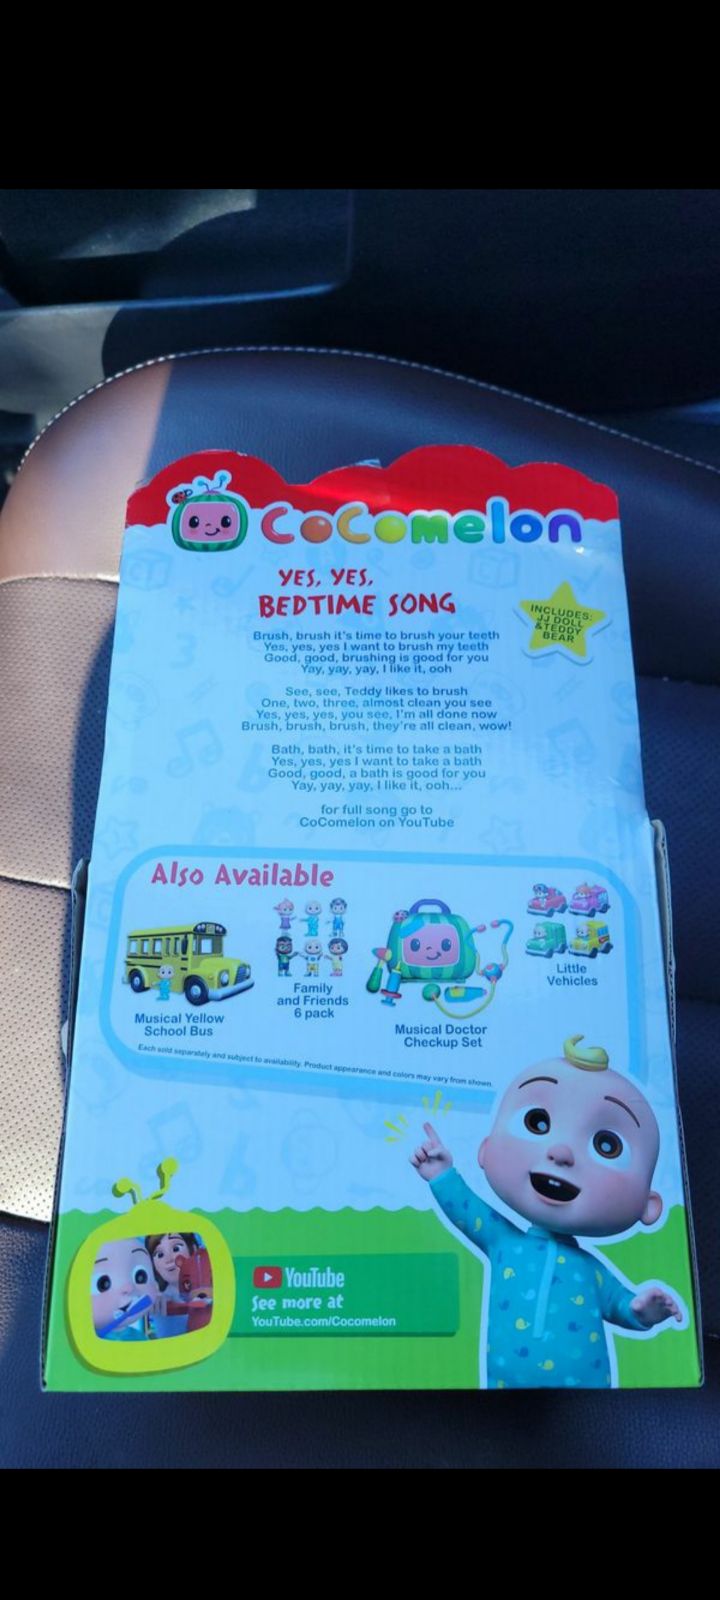 CoComelon
YES, YES,
BEDTIME SONG
INCLUDES:
JJ DOLL
& TEDDY
BEAR
Brush, brush it's time to brush your teeth
Yes, yes, yes I want to brush my teeth
Good, good, brushing is good for you
Yay, yay, yay, I like it, ooh
See, see, Teddy likes to brush
One, two, three, almost clean you see
Yes, yes, yes, you see, I'm all done now
Brush, brush, brush, they're all clean, wow!
Bath, bath, it's time to take a bath
Yes, yes, yes I want to take a bath
Good, good, a bath is good for you
Yay, yay, yay, I like it, ooh...
for full song go to
CoComelon on YouTube
Also Available
Musical Yellow
School Bus
Family
and Friends
6 pack
Musical Doctor
Checkup Set
Little
Vehicles
Each sold separately and subject to availability. Product appearance and colors may vary from shown.
YouTube
See more at
YouTube.com/Cocomelon